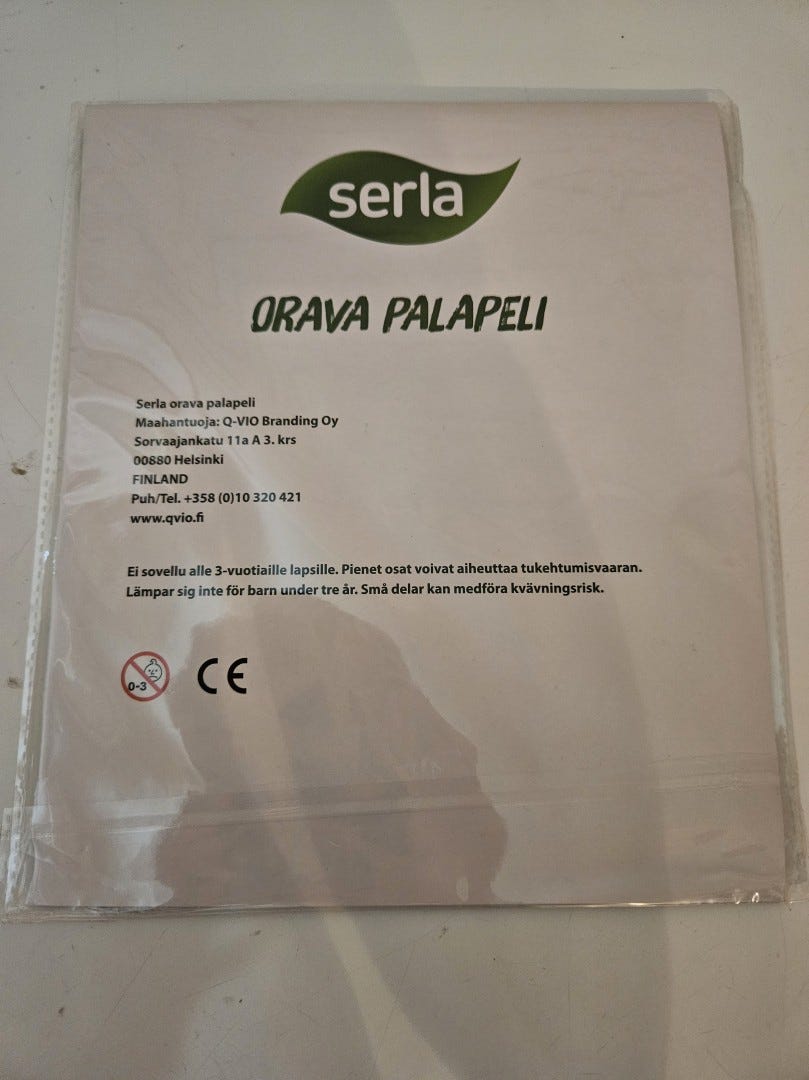 serla
ORAVA PALAPELI
Serla orava palapeli
Maahantuoja: Q-VIO Branding Oy
Sorvaajankatu 11a A 3. krs
00880 Helsinki
FINLAND
Puh/Tel. +358 (0)10 320 421
www.qvio.fi
Ei sovellu alle 3-vuotiaille lapsille. Pienet osat voivat aiheuttaa tukehtumisvaaran.
Lämpar sig inte för barn under tre år. Små delar kan medföra kvävningsrisk.
0-3 CE